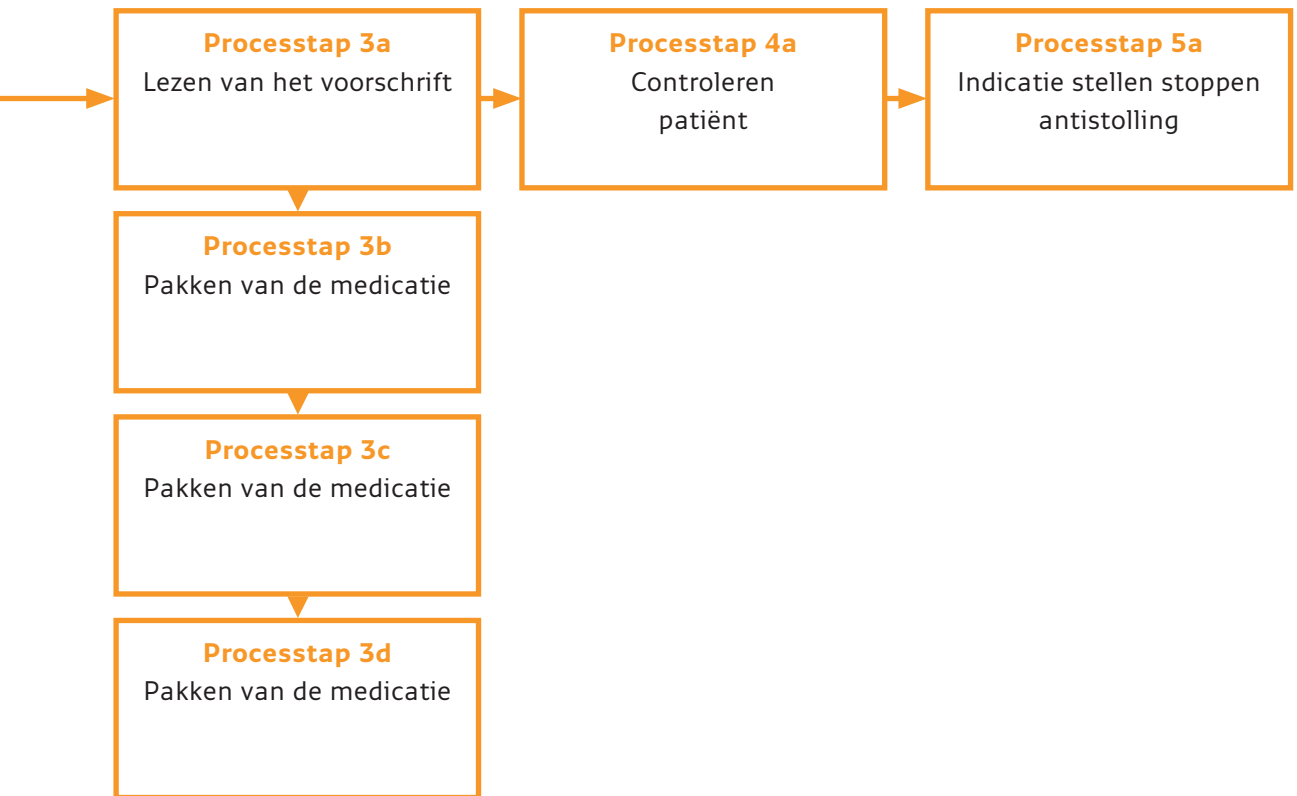 Processtap 3a
Lezen van het voorschrift
Processtap 4a
Controleren
patiënt
Processtap 5a
Indicatie stellen stoppen
antistolling
Processtap 3b
Pakken van de medicatie
Processtap 3c
Pakken van de medicatie
Processtap 3d
Pakken van de medicatie